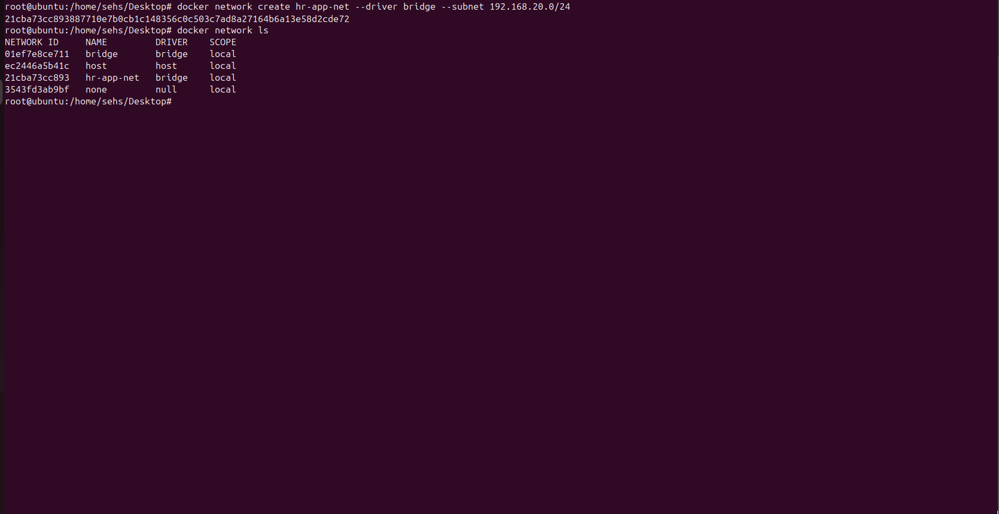 root@ubuntu:/home/sehs/Desktop# docker network create hr-app-net --driver bridge --subnet 192.168.20.0/24
21cba73cc893887710e7b0cb1c148356c0c503c7ad8a27164b6a13e58d2cde72
root@ubuntu:/home/sehs/Desktop# docker network ls
NETWORK ID     NAME         DRIVER    SCOPE
01ef7e8ce711   bridge       bridge    local
ec2446a5b41c   host         host      local
21cba73cc893   hr-app-net   bridge    local
3543fd3ab9bf   none         null      local
root@ubuntu:/home/sehs/Desktop#